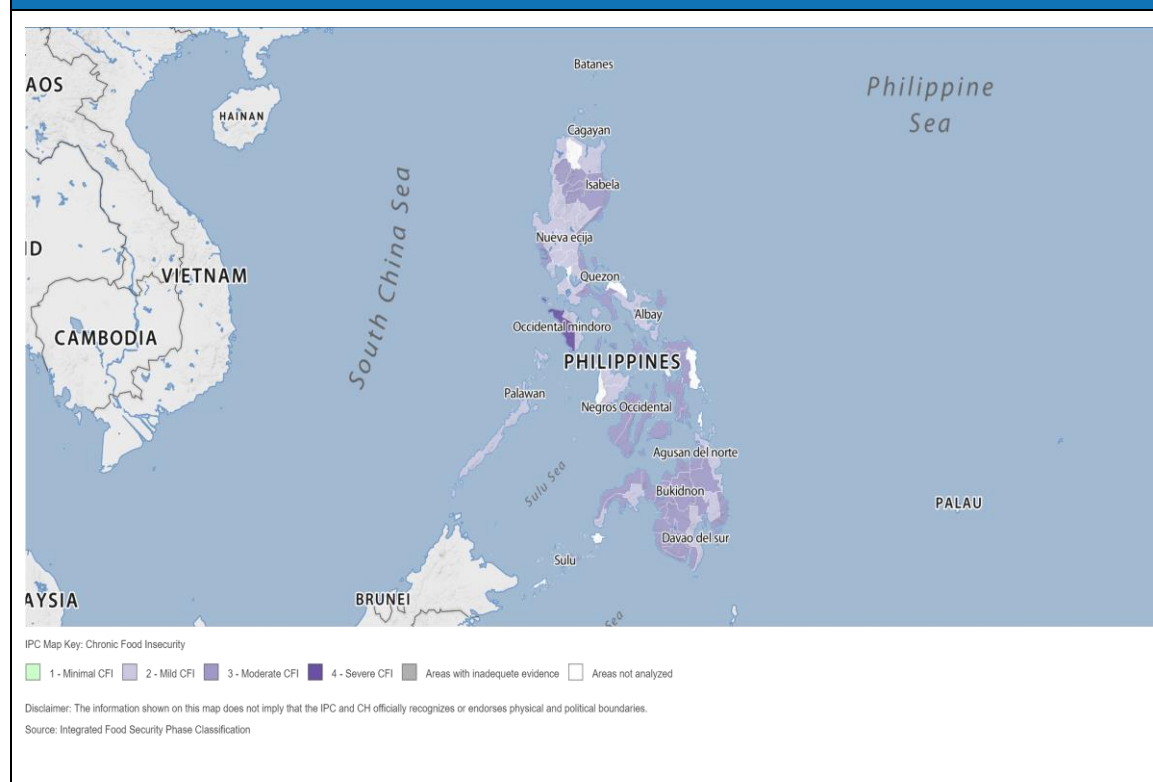 Batanes
Philippine
Sea
AOS
HAINAN
Cagayan
Isabela
South China Sea
Nueva ecija
ID
VIETNAM
Quezon
Albay
Occidental mindoro
CAMBODIA
PHILIPPINES
Palawan
Negros Occidental
Agusan del norte
Sulu Sea
Bukidnon
PALAU
Davao del sur
Sulu
AYSIA
BRUNEI
Sea
IPC Map Key: Chronic Food Insecurity
1 - Minimal CFI 2 - Mild CFI 3 - Moderate CFI 4 - Severe CFI Areas with inadequete evidence Areas not analyzed
Disclaimer: The information shown on this map does not imply that the IPC and CH officially recognizes or endorses physical and political boundaries.
Source: Integrated Food Security Phase Classification